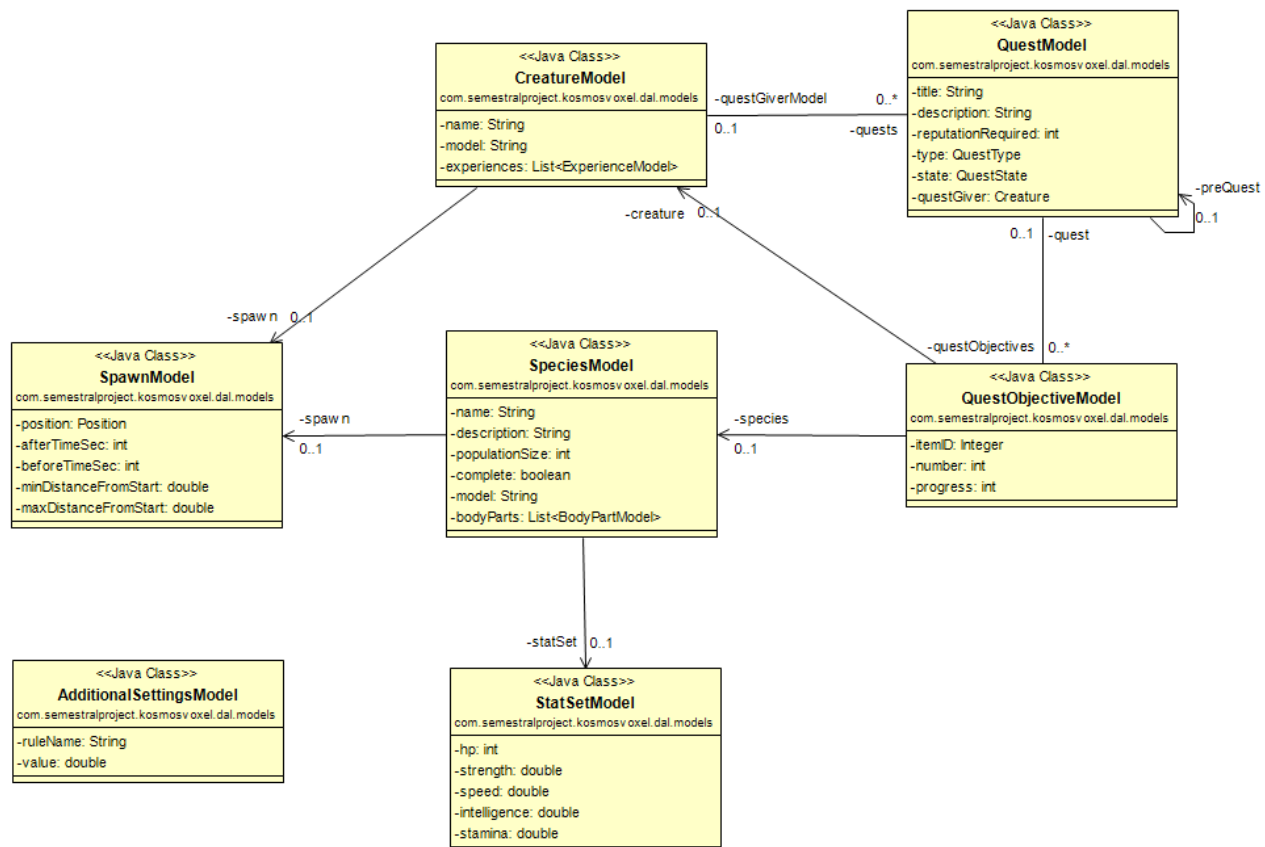 <<Java Class>>
CreatureModel
com.semestralproject.kosmosvoxel.dal.models
-name: String
-model: String
-experiences: List<ExperienceModel>
-questGiverModel
0..1
0..*
-quests
<<Java Class>>
QuestModel
com.semestralproject.kosmosvoxel.dal.models
-title: String
-description: String
-reputationRequired: int
-type: QuestType
-state: QuestState
-questGiver: Creature
-preQuest
0..1
-creature
0..1
0..1
-quest
-spawn
0..1
-questObjectives
0..*
<<Java Class>>
SpawnModel
com.semestralproject.kosmosvoxel.dal.models
-position: Position
-afterTimeSec: int
-beforeTimeSec: int
-minDistanceFromStart: double
-maxDistanceFromStart: double
-spawn
0..1
<<Java Class>>
SpeciesModel
com.semestralproject.kosmosvoxel.dal.models
-name: String
-description: String
-populationSize: int
-complete: boolean
-model: String
-bodyParts: List<BodyPartModel>
-species
0..1
<<Java Class>>
QuestObjectiveModel
com.semestralproject.kosmosvoxel.dal.models
-itemID: Integer
-number: int
-progress: int
-statSet
0..1
<<Java Class>>
AdditionalSettingsModel
com.semestralproject.kosmosvoxel.dal.models
-ruleName: String
-value: double
<<Java Class>>
StatSetModel
com.semestralproject.kosmosvoxel.dal.models
-hp: int
-strength: double
-speed: double
-intelligence: double
-stamina: double